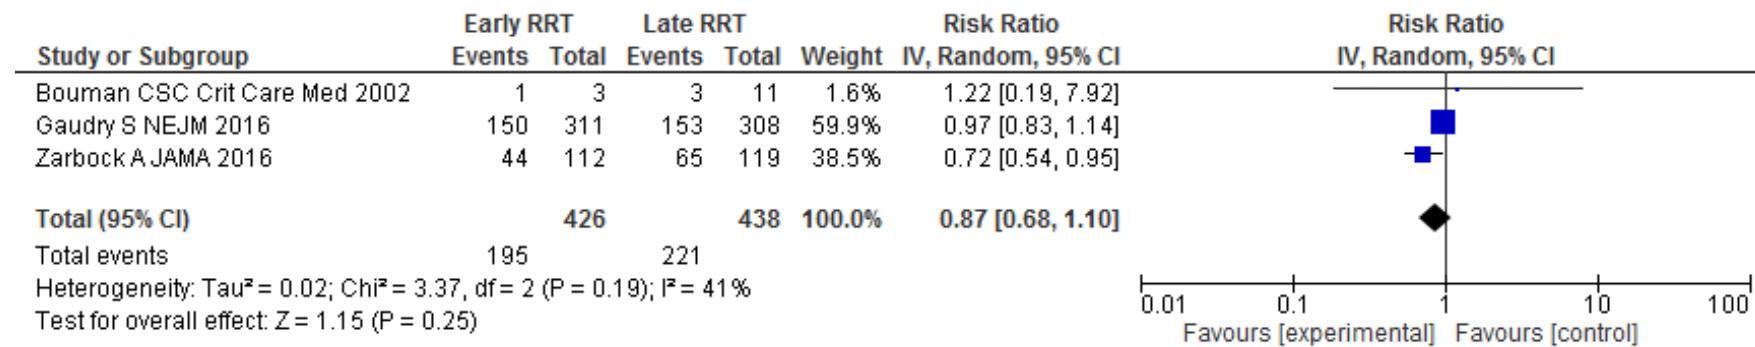 Early RRT Late RRT Risk Ratio Risk Ratio
Study or Subgroup Events Total Events Total Weight IV, Random, 95% CI IV, Random, 95% CI
Bouman CSC Crit Care Med 2002 1 3 3 11 1.6% 1.22 [0.19, 7.92]
Gaudry S NEJM 2016 150 311 153 308 59.9% 0.97 [0.83, 1.14]
Zarbock A JAMA 2016 44 112 65 119 38.5% 0.72 [0.54, 0.95]
Total (95% CI) 426 438 100.0% 0.87 [0.68, 1.10]
Total events 195 221
Heterogeneity: Tau² = 0.02; Chi² = 3.37, df = 2 (P = 0.19); I² = 41%
Test for overall effect: Z = 1.15 (P = 0.25)
0.01 0.1 1 10 100
Favours [experimental] Favours [control]